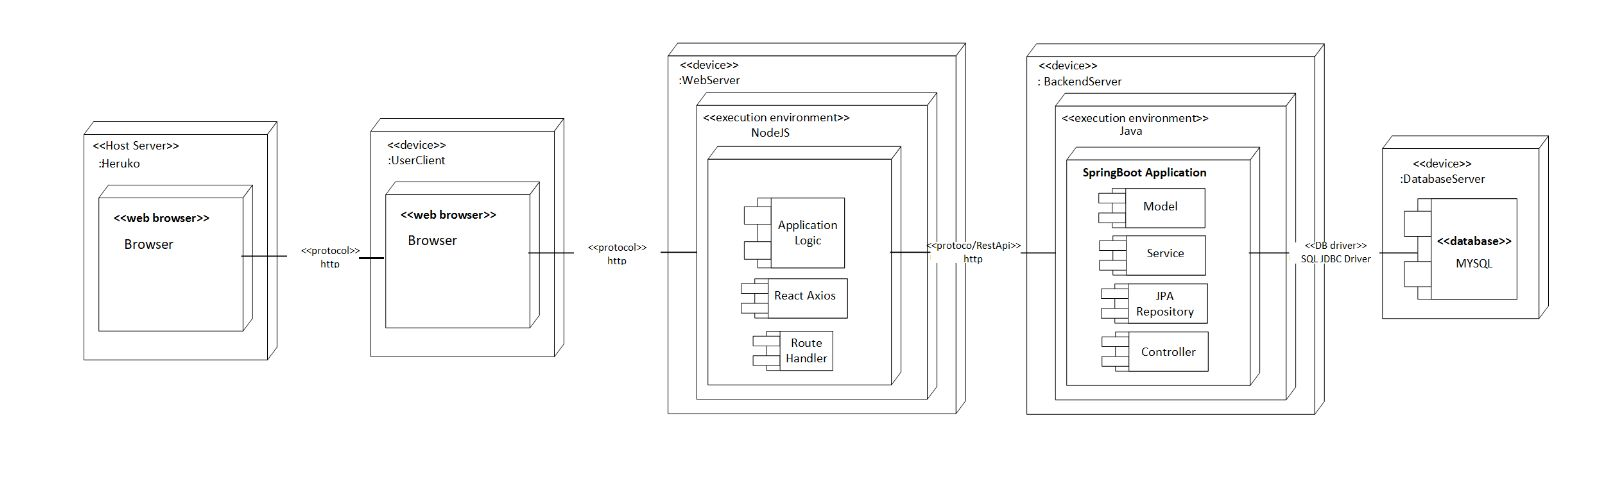 <<Host Server>>
:Heruko
<<web browser>>
Browser
<<protocol>>
http
<<device>>
:UserClient
<<web browser>>
Browser
<<protocol>>
http
<<device>>
:WebServer
<<execution environment>>
NodeJS
Application
Logic
React Axios
Route
Handler
<<protoco/RestApi>>
http
<<device>>
: BackendServer
<<execution environment>
Java
SpringBoot Application
Model
Service
JPA
Repository
Controller
<<DB driver>>
SQL JDBC Driver
<<device>>
:DatabaseServer
<<database>>
MYSQL